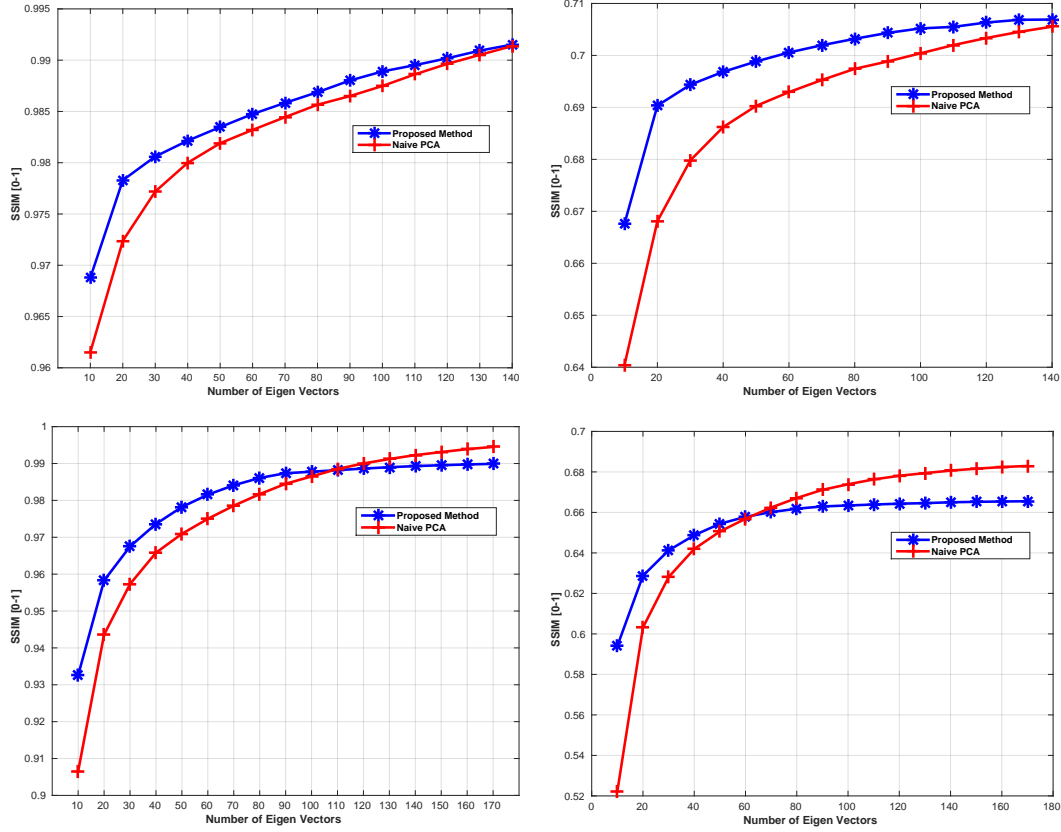 0.995
0.99
0.985
0.98
0.975
0.97
0.965
0.96
SSIM [0-1]
Proposed Method
Naive PCA
10 20 30 40 50 60 70 80 90 100 110 120 130 140
Number of Eigen Vectors
0.71
0.7
0.69
0.68
0.67
0.66
0.65
0.64
SSIM [0-1]
Proposed Method
Naive PCA
0 20 40 60 80 100 120 140
Number of Eigen Vectors
1
0.99
0.98
0.97
0.96
0.95
0.94
0.93
0.92
0.91
0.9
SSIM [0-1]
Proposed Method
Naive PCA
10 20 30 40 50 60 70 80 90 100 110 120 130 140 150 160 170
Number of Eigen Vectors
0.7
0.68
0.66
0.64
0.62
0.6
0.58
0.56
0.54
0.52
SSIM [0-1]
Proposed Method
Naive PCA
0 20 40 60 80 100 120 140 160 180
Number of Eigen Vectors